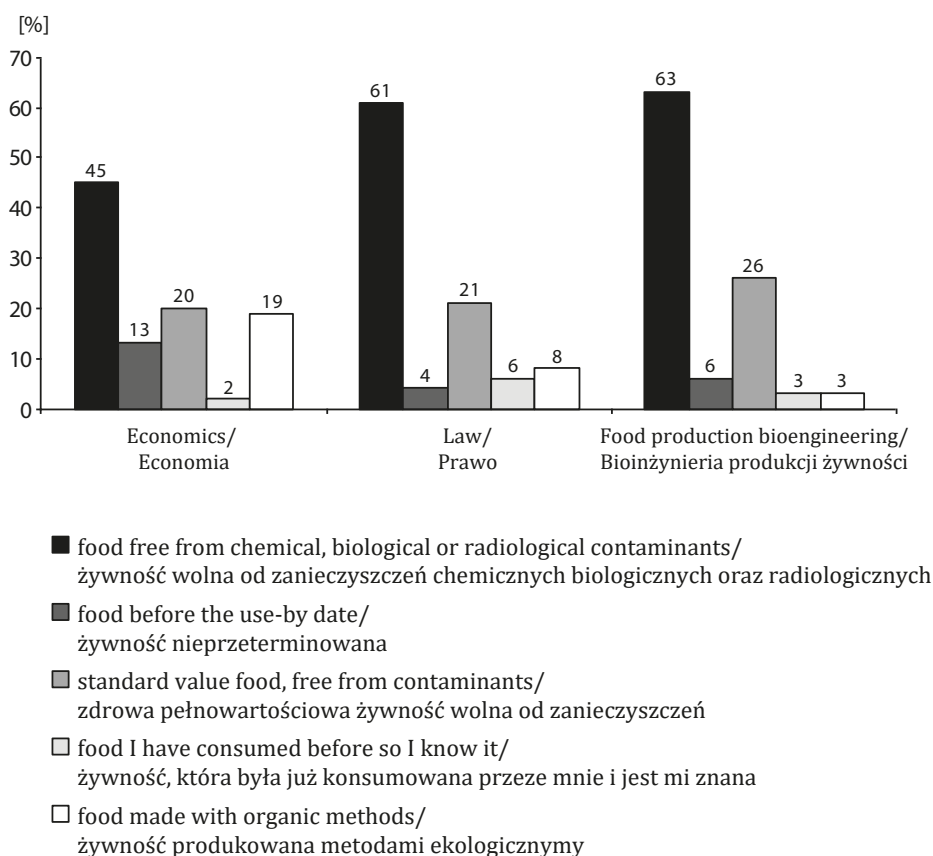 [%]
70
60
50
40
30
20
10
0
45
13
20
2
19
61
4
21
6
8
63
6
26
3
3
Economics/
Economia
Law/
Prawo
Food production bioengineering/
Bioinżynieria produkcji żywności
food free from chemical, biological or radiological contaminants/
żywność wolna od zanieczyszczeń chemicznych biologicznych oraz radiologicznych
food before the use-by date/
żywność nieprzeterminowana
standard value food, free from contaminants/
zdrowa pełnowartościowa żywność wolna od zanieczyszczeń
food I have consumed before so I know it/
żywność, która była już konsumowana przeze mnie i jest mi znana
food made with organic methods/
żywność produkowana metodami ekologicznymy